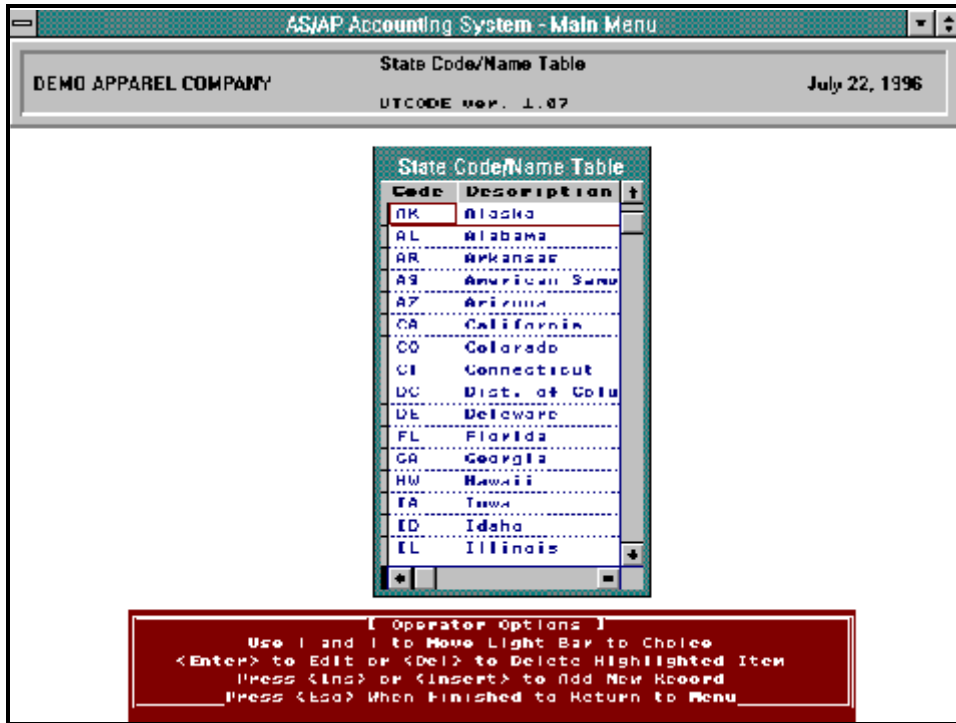 AS/AP Accounting System - Main Menu
State Code/Name Table
DEMO APPAREL COMPANY
July 22, 1996
UTCODE ver. 1.07
State Code/Name Table
Code Description
AK Alaska
AL Alabama
AR Arkansas
AS American Samo
AZ Arizona
CA California
CO Colorado
CT Connecticut
DC Dist. of Colu
DE Deleware
FL Florida
GA Georgia
HW Hawaii
IA Iowa
ID Idaho
IL Illinois
[ Operator Options ]
Use and to Move Light Bar to Choice
<Enter> to Edit or <Del> to Delete Highlighted Item
Press <Ins> or <Insert> to Add New Record
Press <Esc> When Finished to Return to Menu